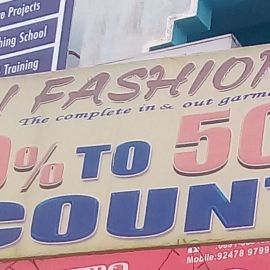 e Projects
hing School
Training
FASHION
The complete in & out garm
% TO 50
COUNT
Mobile: 92478 9799